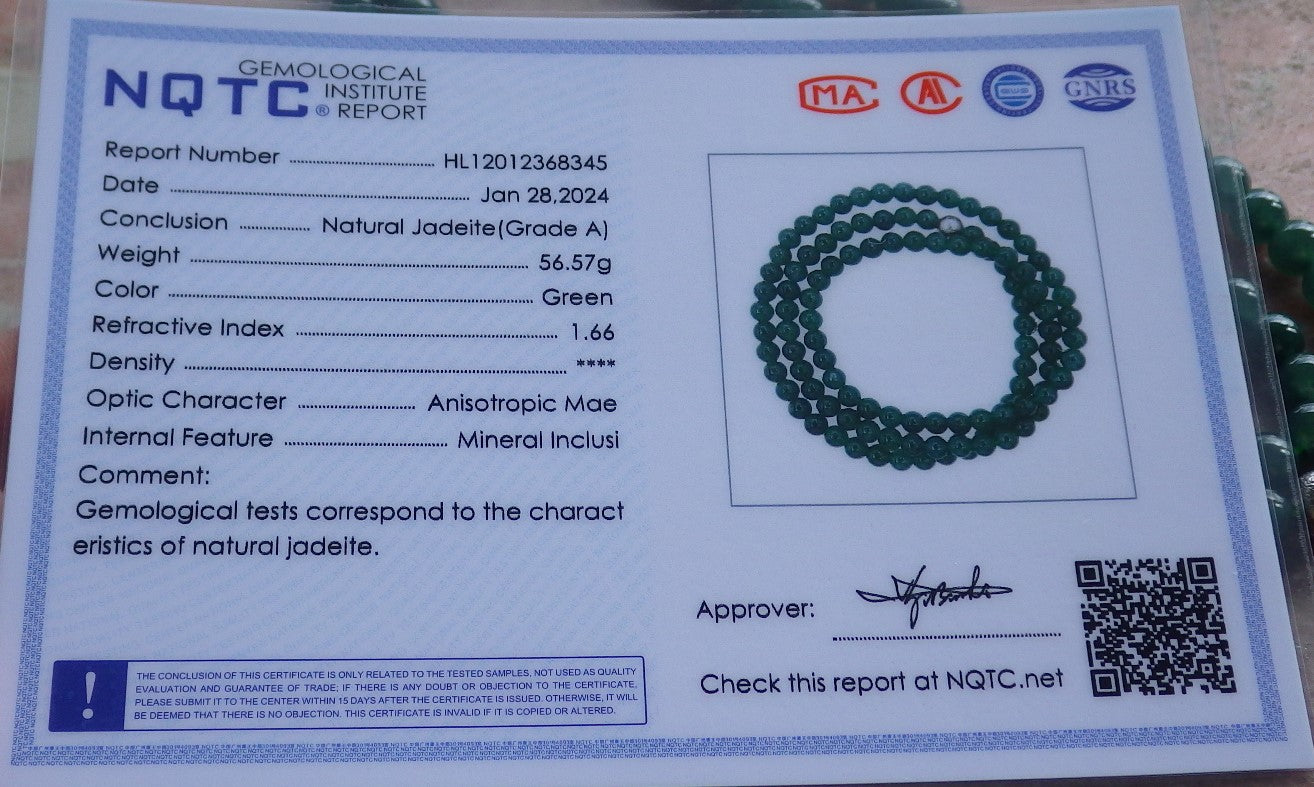 NQTC® GEMOLOGICAL INSTITUTE REPORT
MA
AL
GNRS
Report Number ........ HL12012368345
Date ........ Jan 28,2024
Conclusion ........ Natural Jadeite(Grade A)
Weight ........ 56.57g
Color ........ Green
Refractive Index ........ 1.66
Density ........ ****
Optic Character ........ Anisotropic Mae
Internal Feature ........ Mineral Inclusi
Comment:
Gemological tests correspond to the charact
eristics of natural jadeite.
Approver:
Check this report at NQTC.net
!
THE CONCLUSION OF THIS CERTIFICATE IS ONLY RELATED TO THE TESTED SAMPLES, NOT USED AS QUALITY
EVALUATION AND GUARANTEE OF TRADE; IF THERE IS ANY DOUBT OR OBJECTION TO THE CERTIFICATE,
PLEASE SUBMIT IT TO THE CENTER WITHIN 15 DAYS AFTER THE CERTIFICATE IS ISSUED. OTHERWISE, IT WILL
BE DEEMED THAT THERE IS NO OBJECTION. THIS CERTIFICATE IS INVALID IF IT IS COPIED OR ALTERED.